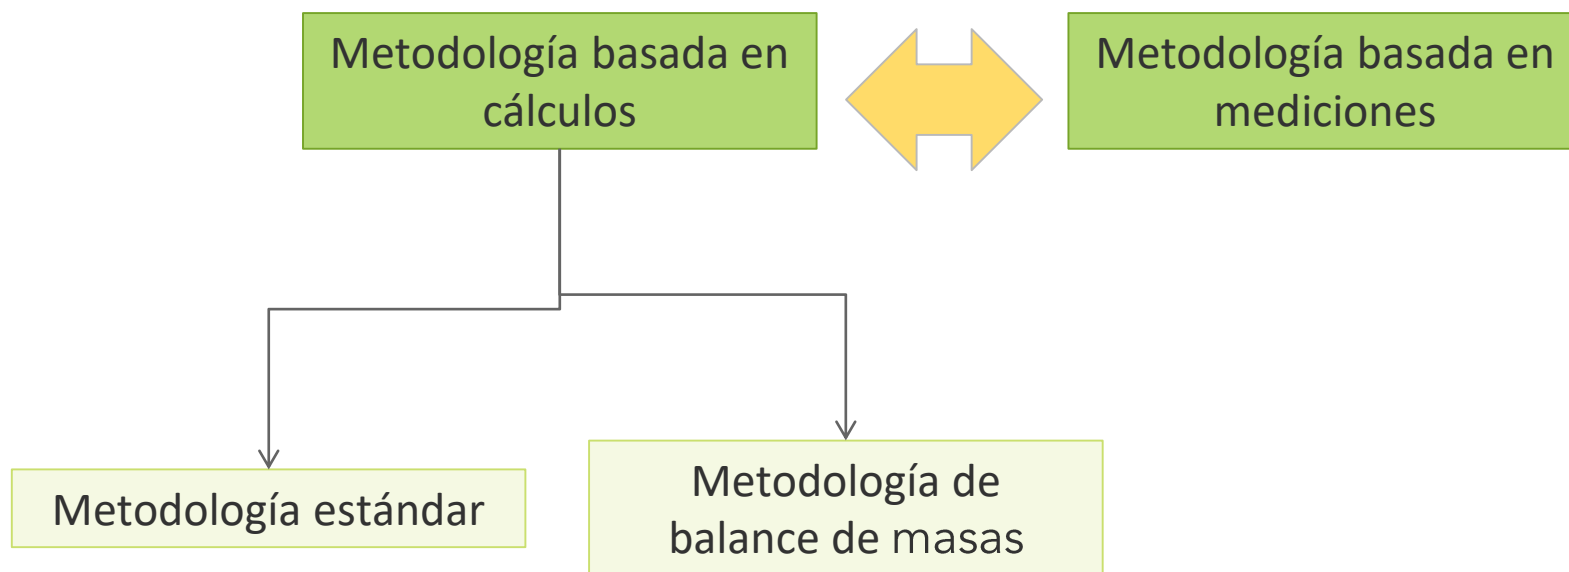 Metodología basada en
cálculos
Metodología basada en
mediciones
Metodología estándar
Metodología de
balance de masas